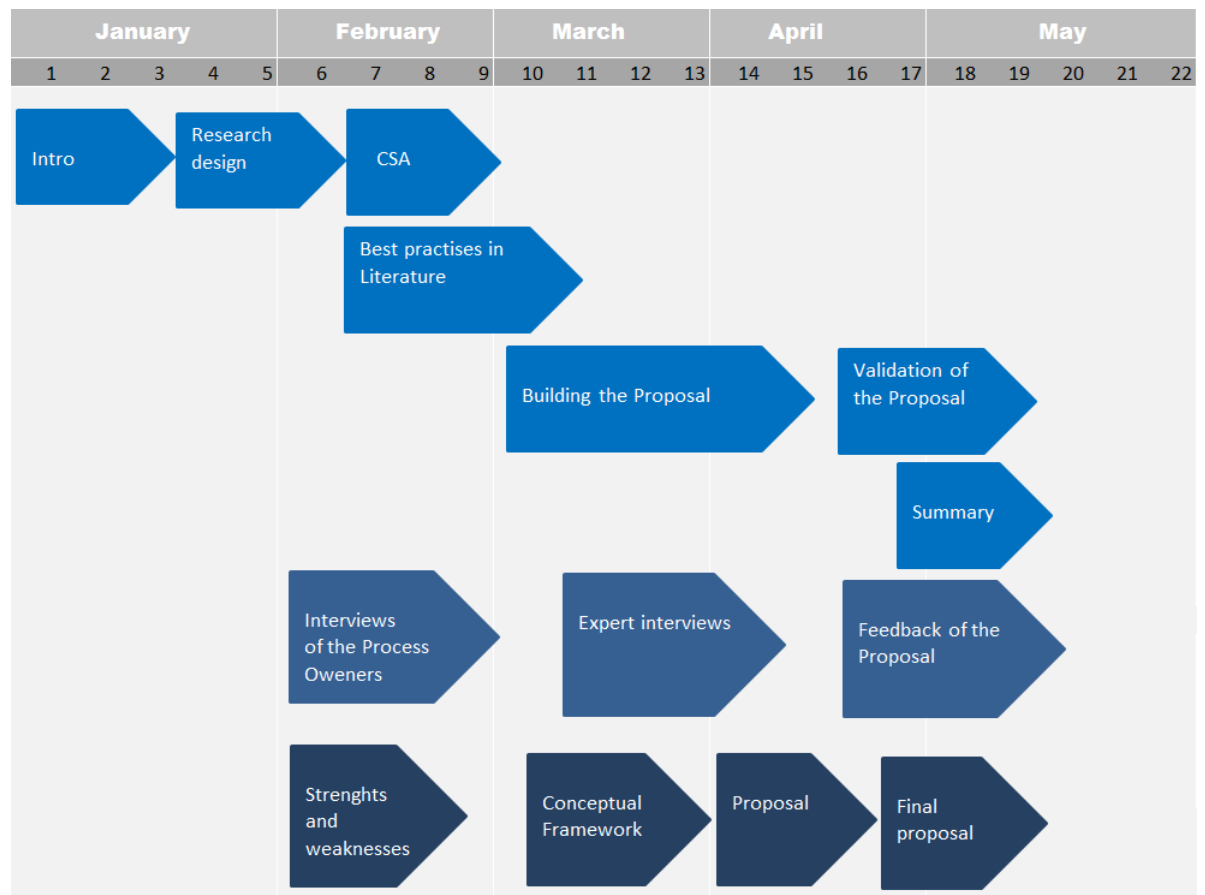 January February March April May
1 2 3 4 5 6 7 8 9 10 11 12 13 14 15 16 17 18 19 20 21 22
Intro
Research
design
CSA
Best practises in
Literature
Building the Proposal
Validation of
the Proposal
Summary
Interviews
of the Process
Oweners
Expert interviews
Feedback of the
Proposal
Strenghts
and
weaknesses
Conceptual
Framework
Proposal
Final
proposal